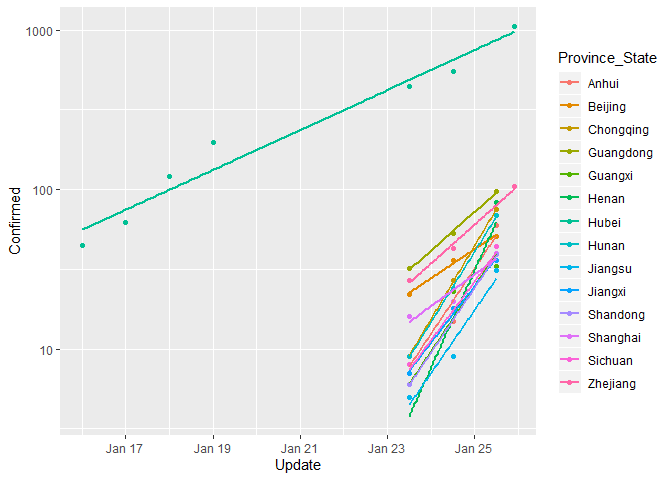 1000
100
10
Confirmed
Jan 17
Jan 19
Jan 21
Jan 23
Jan 25
Update
Province_State
Anhui
Beijing
Chongqing
Guangdong
Guangxi
Henan
Hubei
Hunan
Jiangsu
Jiangxi
Shandong
Shanghai
Sichuan
Zhejiang